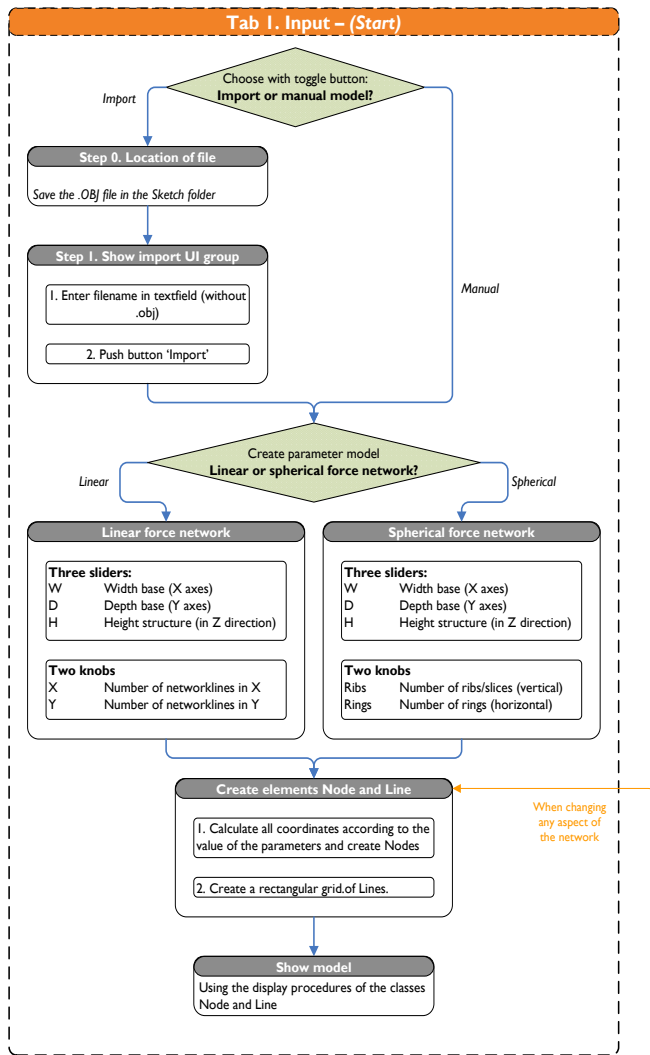 Tab 1. Input – (Start)
Choose with toggle button:
Import or manual model?
Import
Step 0. Location of file
Save the .OBJ file in the Sketch folder
Step 1. Show import UI group
1. Enter filename in textfield (without
.obj)
2. Push button ‘Import’
Manual
Create parameter model
Linear or spherical force network?
Linear
Spherical
Linear force network
Three sliders:
W Width base (X axes)
D Depth base (Y axes)
H Height structure (in Z direction)
Two knobs
X Number of networklines in X
Y Number of networklines in Y
Spherical force network
Three sliders:
W Width base (X axes)
D Depth base (Y axes)
H Height structure (in Z direction)
Two knobs
Ribs Number of ribs/slices (vertical)
Rings Number of rings (horizontal)
Create elements Node and Line
1. Calculate all coordinates according to the
value of the parameters and create Nodes
2. Create a rectangular grid.of Lines.
When changing
any aspect of
the network
Show model
Using the display procedures of the classes
Node and Line